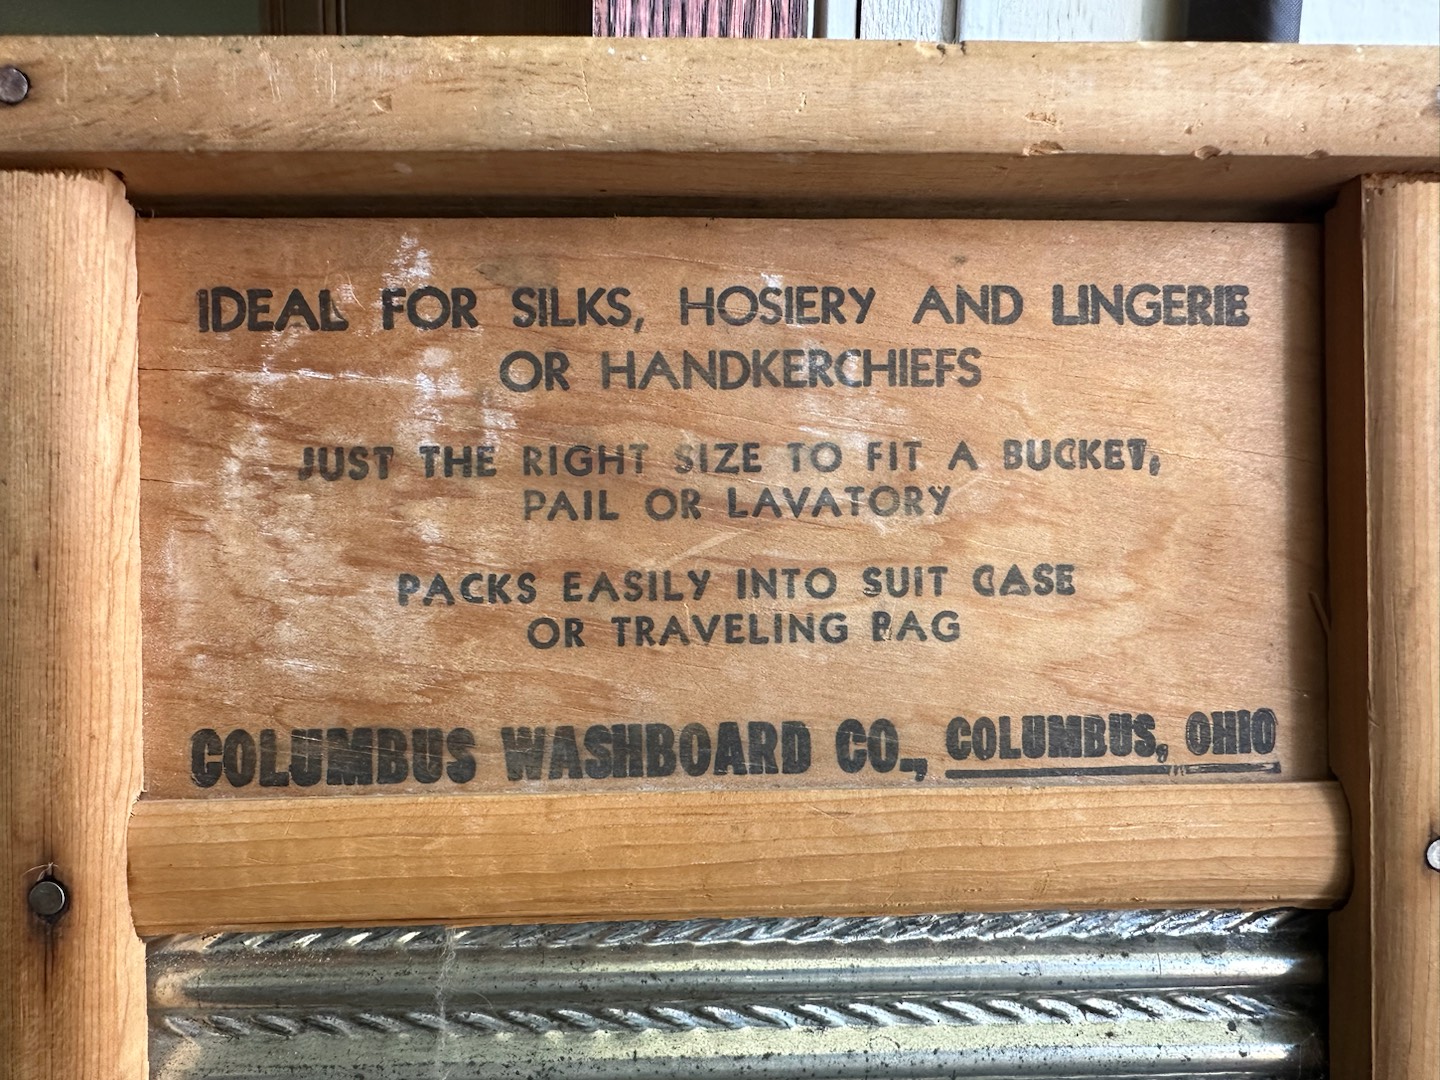 IDEAL FOR SILKS, HOSIERY AND LINGERIE
OR HANDKERCHIEFS
JUST THE RIGHT SIZE TO FIT A BUCKET,
PAIL OR LAVATORY
PACKS EASILY INTO SUIT CASE
OR TRAVELING BAG
COLUMBUS WASHBOARD CO., COLUMBUS, OHIO